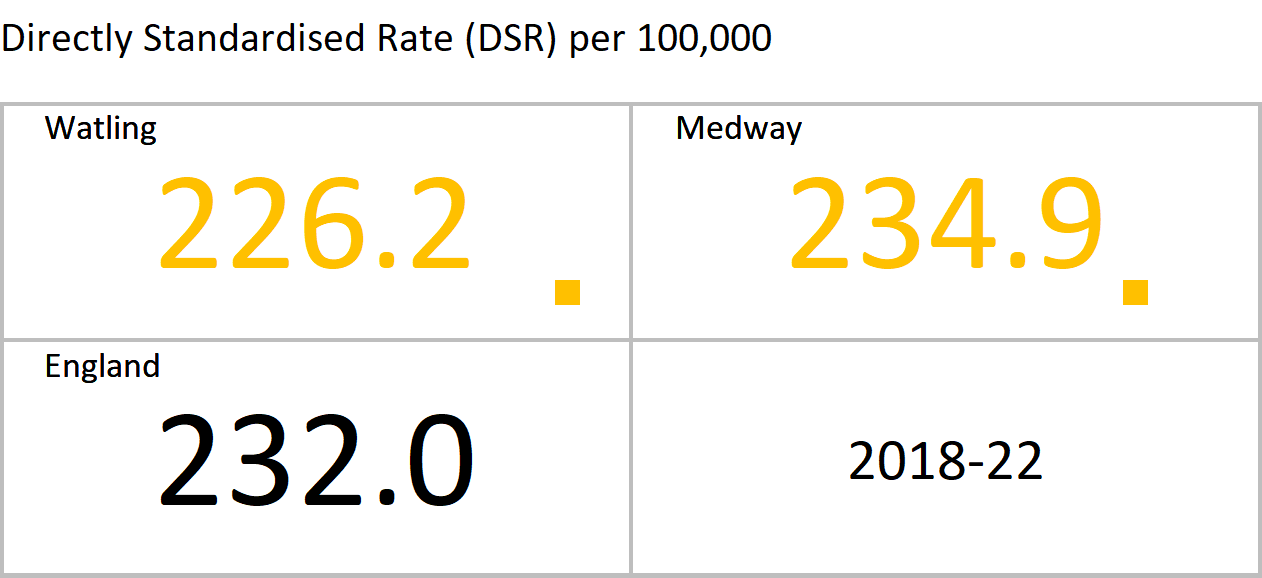 Directly Standardised Rate (DSR) per 100,000
Watling
226.2
Medway
234.9
England
232.0
2018-22